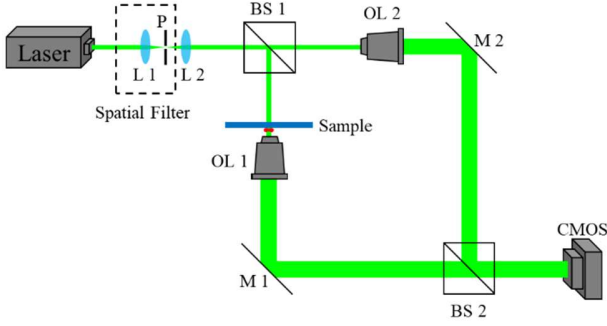 BS 1
OL 2
M 2
P
Laser
L 1
L 2
Spatial Filter
Sample
OL 1
CMOS
M 1
BS 2